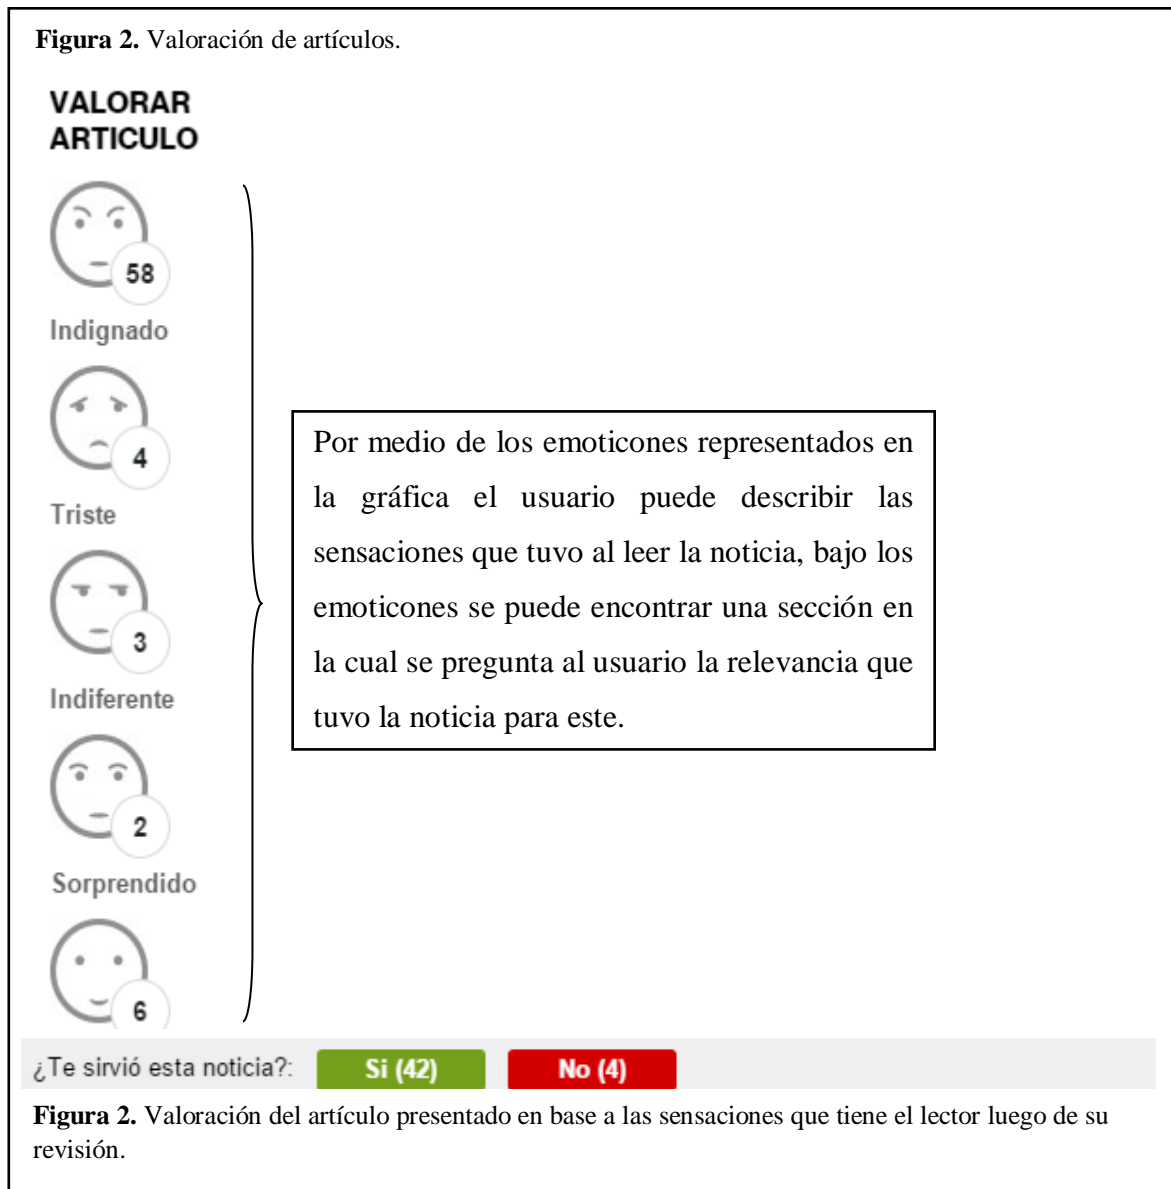 Figura 2. Valoración de artículos.
VALORAR
ARTICULO
58
Indignado
4
Triste
3
Indiferente
2
Sorprendido
6
Por medio de los emoticones representados en
la gráfica el usuario puede describir las
sensaciones que tuvo al leer la noticia, bajo los
emoticones se puede encontrar una sección en
la cual se pregunta al usuario la relevancia que
tuvo la noticia para este.
¿Te sirvió esta noticia?: Si (42) No (4)
Figura 2. Valoración del artículo presentado en base a las sensaciones que tiene el lector luego de su
revisión.